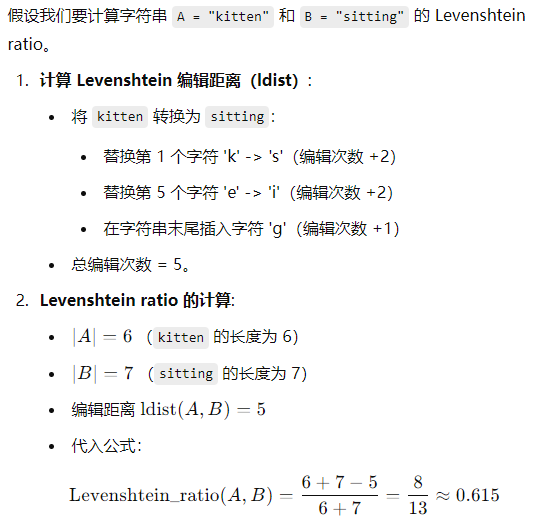 假设我们要计算字符串 A = "kitten" 和 B = "sitting" 的 Levenshtein
ratio。
1. 计算 Levenshtein 编辑距离（ldist）:
• 将 kitten 转换为 sitting :
• 替换第 1 个字符 'k' -> 's'（编辑次数 +2）
• 替换第 5 个字符 'e' -> 'i'（编辑次数 +2）
• 在字符串末尾插入字符 'g'（编辑次数 +1）
• 总编辑次数 = 5。
2. Levenshtein ratio 的计算:
• |A| = 6 （ kitten 的长度为 6）
• |B| = 7 （ sitting 的长度为 7）
• 编辑距离 ldist(A, B) = 5
• 代入公式：
Levenshtein_ratio(A, B) = \frac{6 + 7 - 5}{6 + 7} = \frac{8}{13} ≈ 0.615